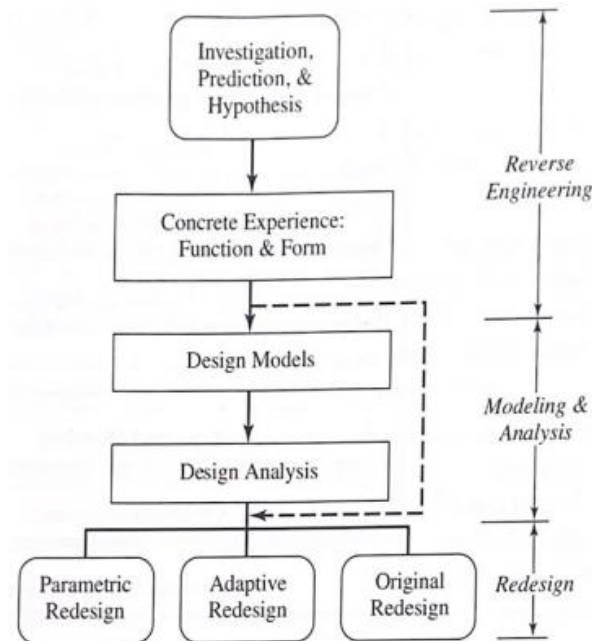 Investigation,
Prediction, &
Hypothesis
Reverse
Engineering
Concrete Experience:
Function & Form
Design Models
Modeling &
Analysis
Design Analysis
Parametric
Redesign
Adaptive
Redesign
Original
Redesign
Redesign